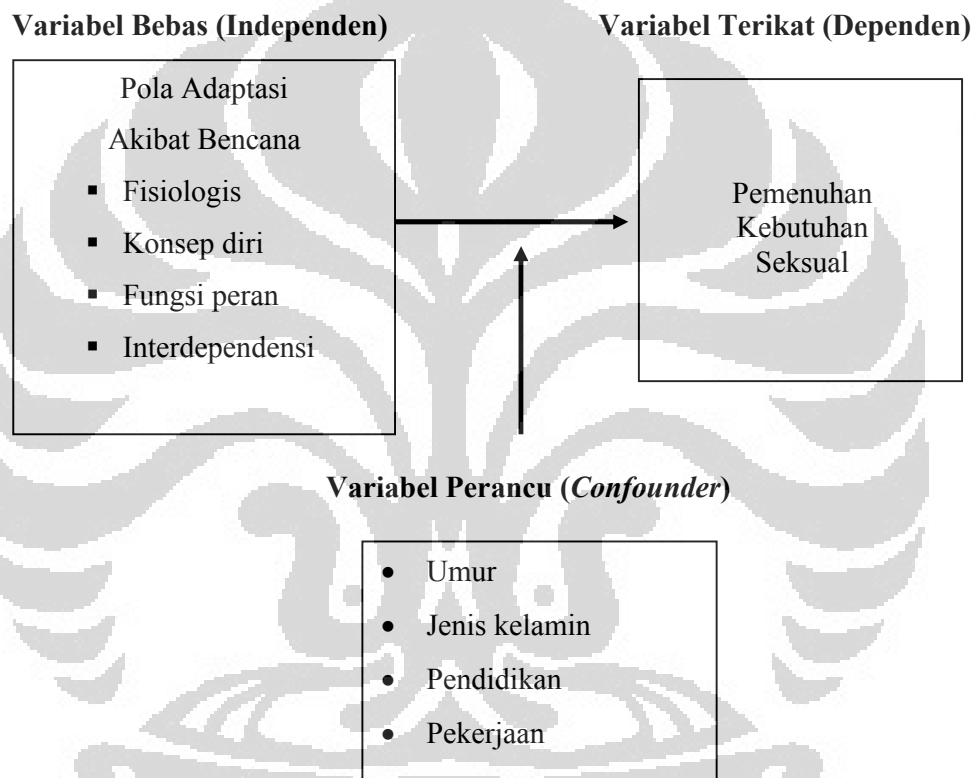 Variabel Bebas (Independen)
Variabel Terikat (Dependen)
Pola Adaptasi
Akibat Bencana
▪ Fisiologis
▪ Konsep diri
▪ Fungsi peran
▪ Interdependensi
Pemenuhan
Kebutuhan
Seksual
Variabel Perancu (Confounder)
• Umur
• Jenis kelamin
• Pendidikan
• Pekerjaan